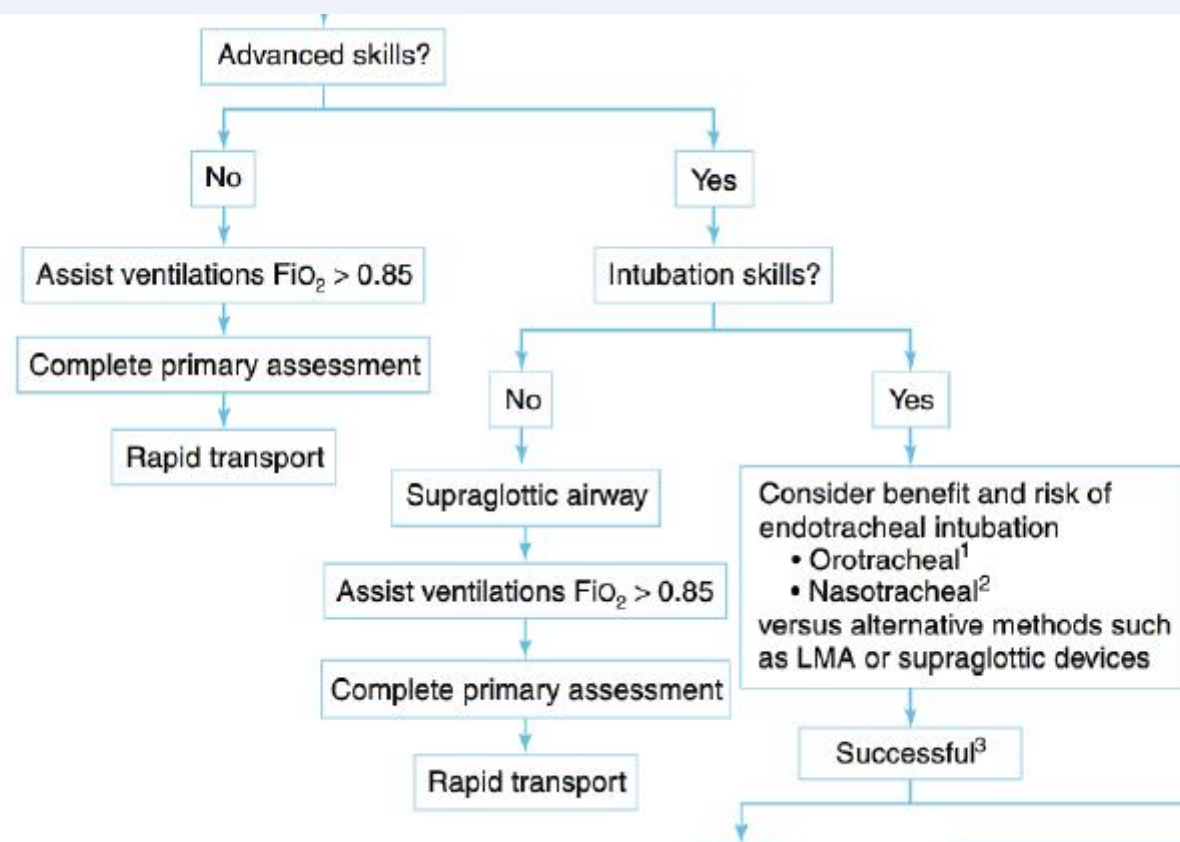 Advanced skills?
No
Yes
Assist ventilations FiO₂ > 0.85
Intubation skills?
Complete primary assessment
No
Yes
Rapid transport
Supraglottic airway
Consider benefit and risk of
endotracheal intubation
• Orotracheal¹
• Nasotracheal²
versus alternative methods such
as LMA or supraglottic devices
Assist ventilations FiO₂ > 0.85
Complete primary assessment
Successful³
Rapid transport